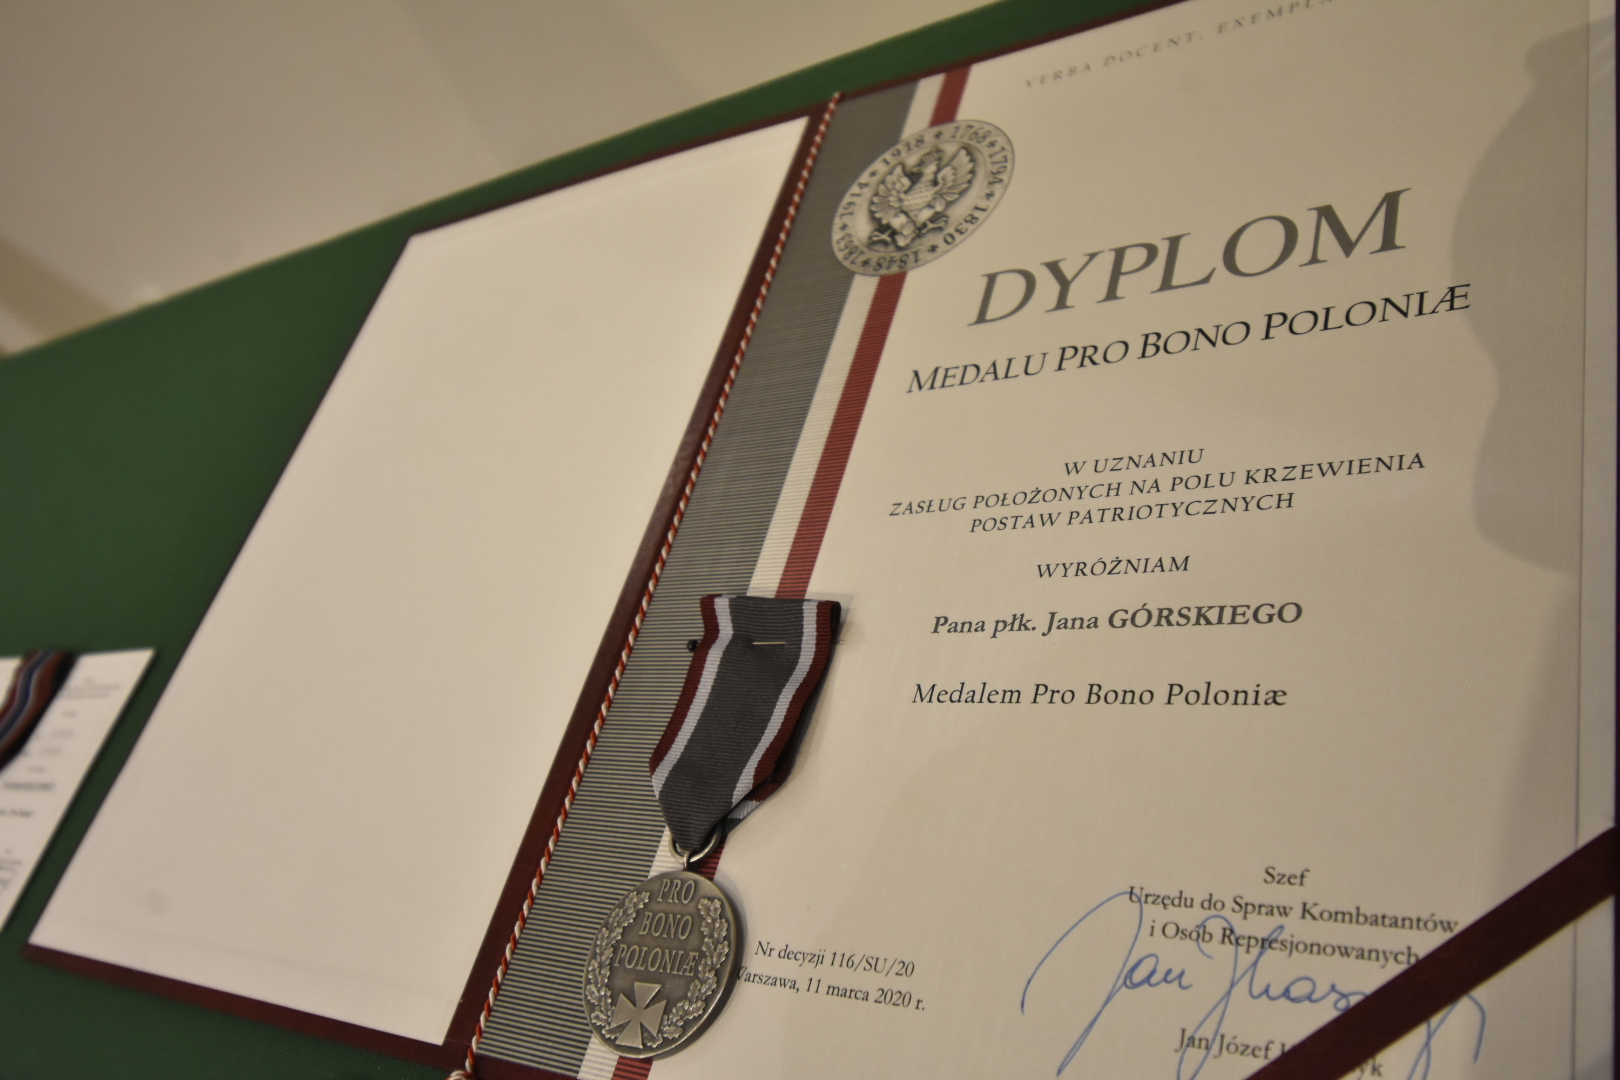 VERBA DOCENT, EXEMPLA
1768 * 1794 * 1830 * 1848 * 1863 * 1914 * 1918 *
DYPLOM
MEDALU PRO BONO POLONIÆ
W UZNANIU
ZASŁUG POŁOŻONYCH NA POLU KRZEWIENIA
POSTAW PATRIOTYCZNYCH
WYRÓŻNIAM
Pana płk. Jana GÓRSKIEGO
Medalem Pro Bono Poloniæ
PRO
BONO
POLONIÆ
Nr decyzji 116/SU/20
Warszawa, 11 marca 2020 r.
Szef
Urzędu do Spraw Kombatantów
i Osób Represjonowanych
Jan Józef